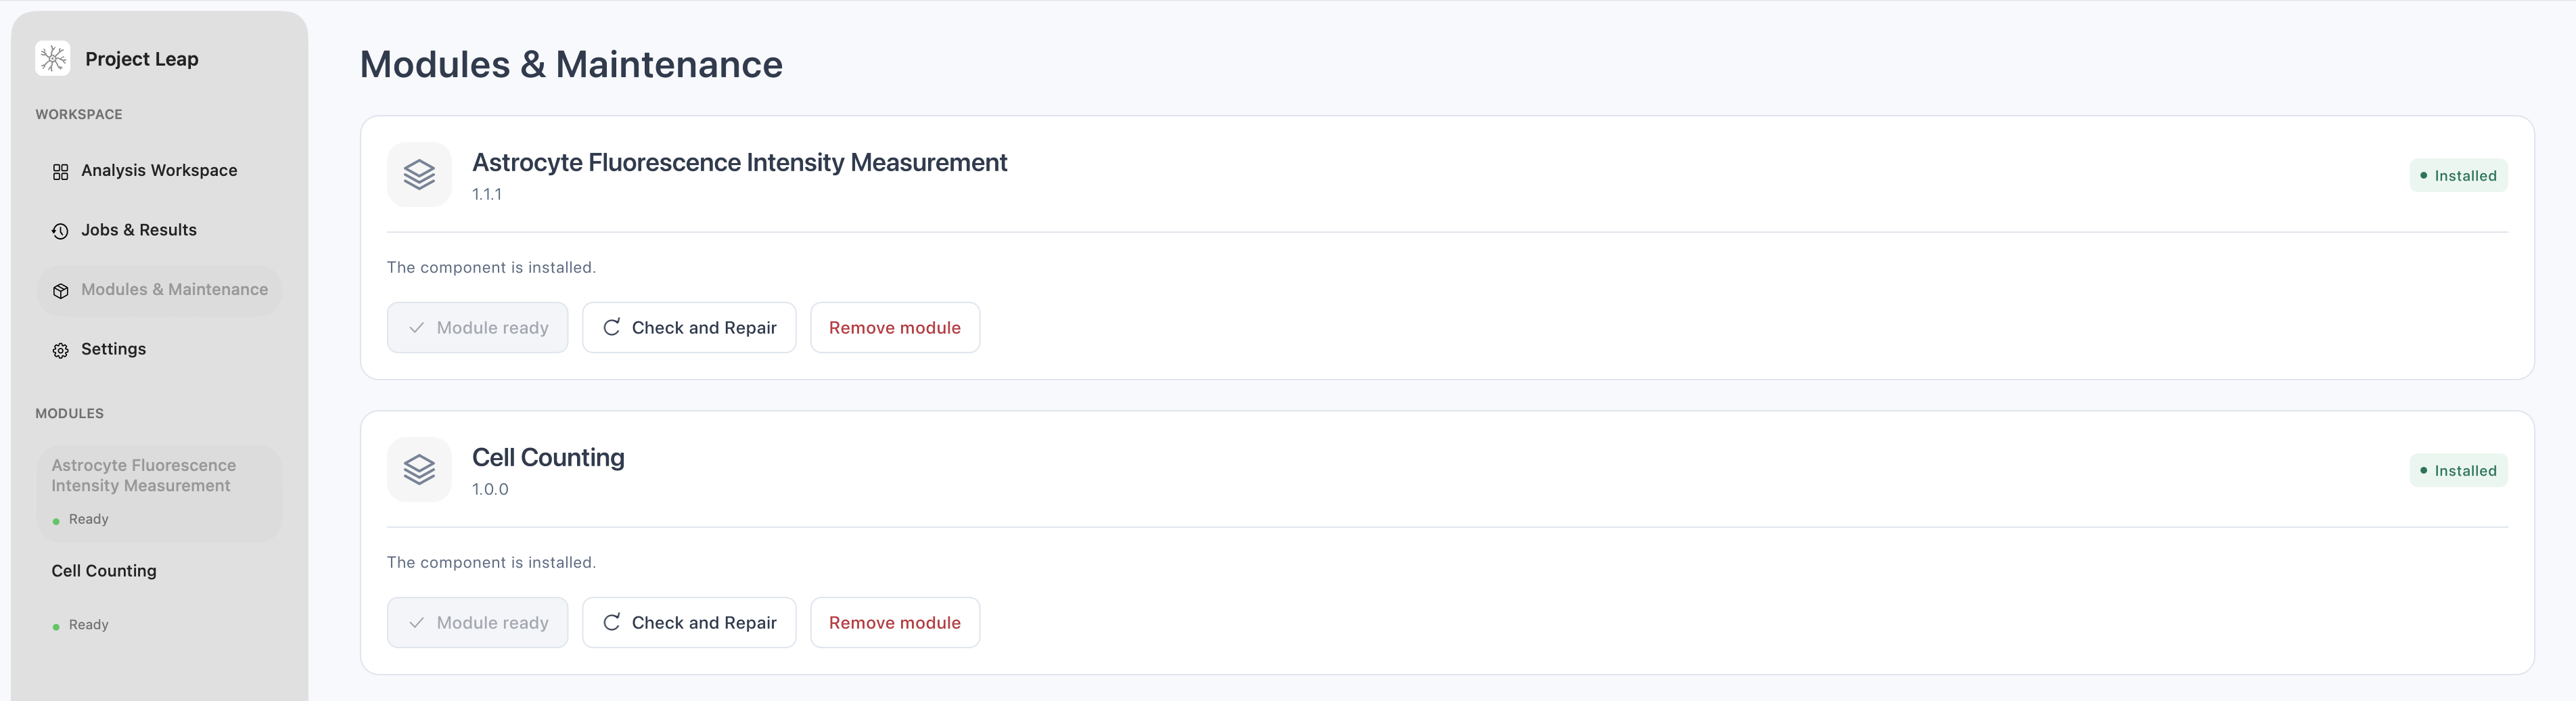 Project Leap
WORKSPACE
Analysis Workspace
Jobs & Results
Modules & Maintenance
Settings
MODULES
Astrocyte Fluorescence
Intensity Measurement
Ready
Cell Counting
Ready
Modules & Maintenance
Astrocyte Fluorescence Intensity Measurement
1.1.1
Installed
The component is installed.
Module ready
Check and Repair
Remove module
Cell Counting
1.0.0
Installed
The component is installed.
Module ready
Check and Repair
Remove module